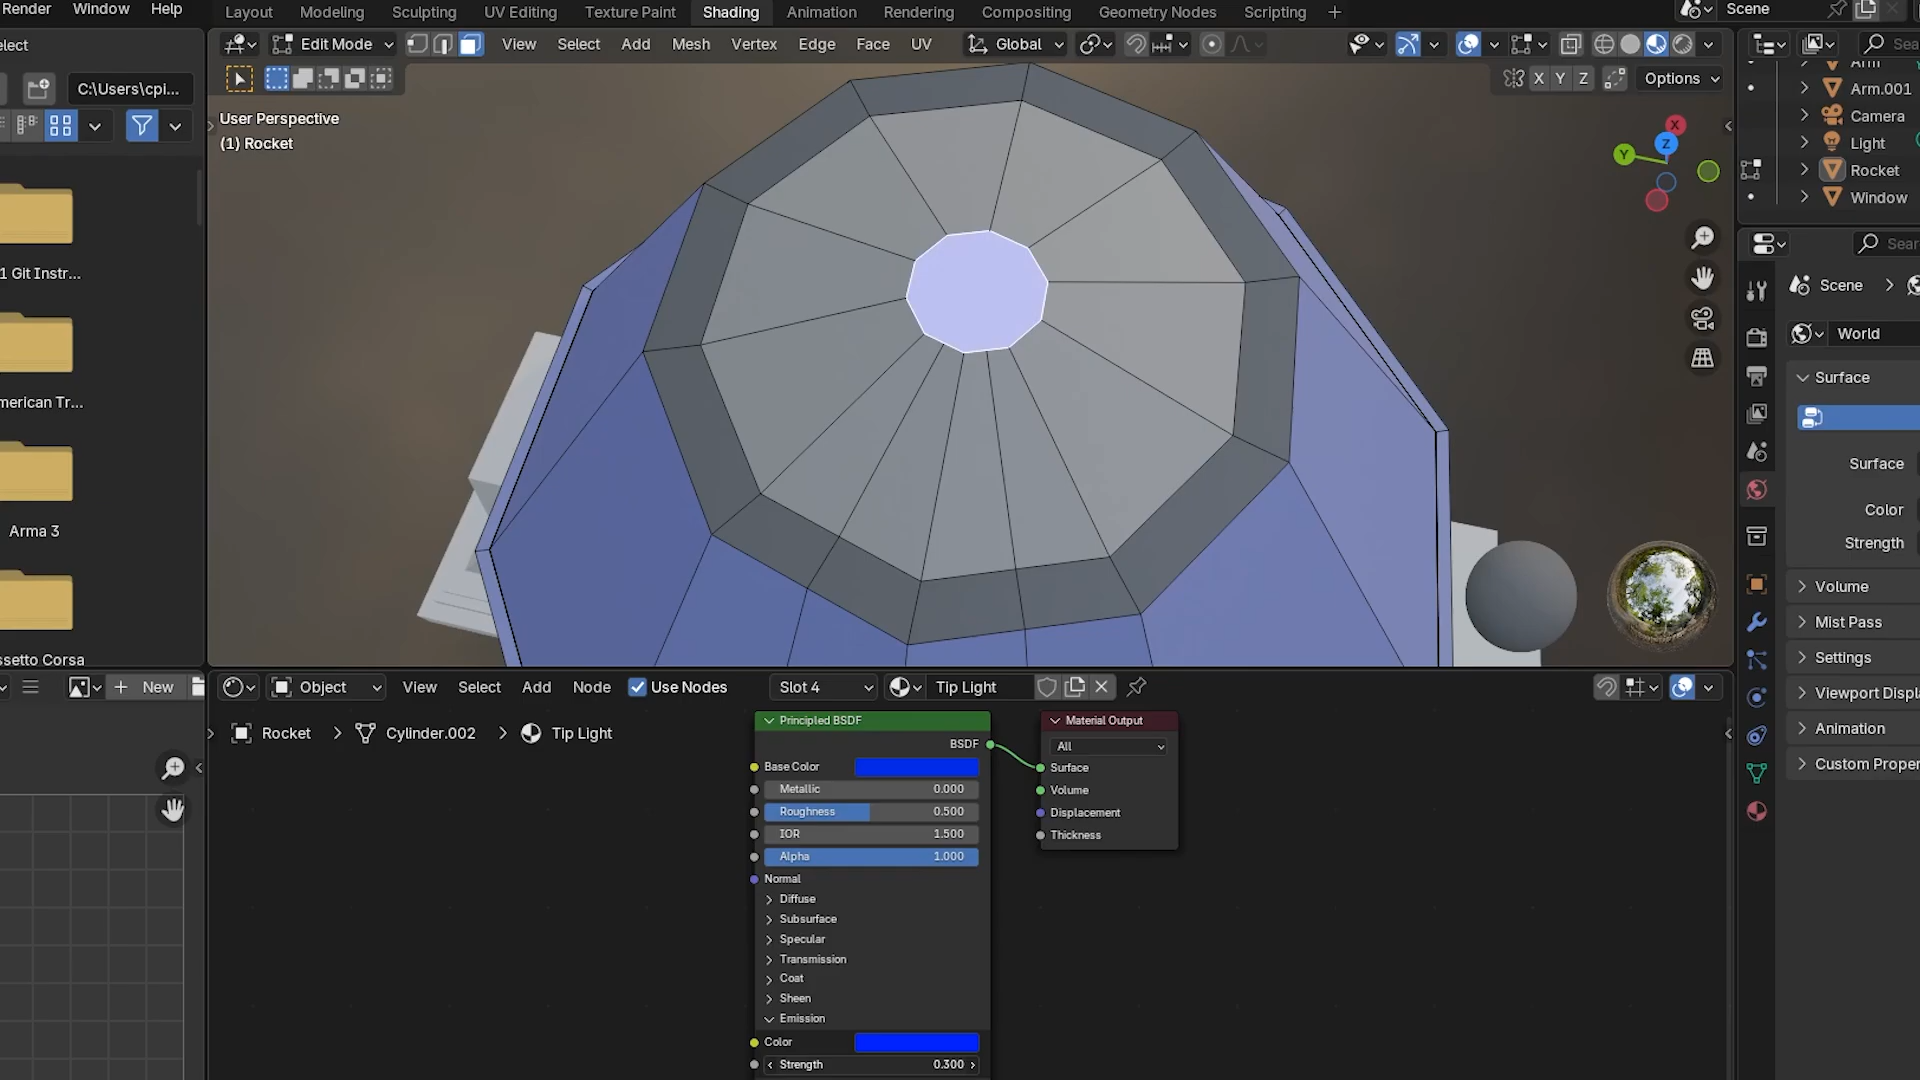 Render Window Help Layout Modeling Sculpting UV Editing Texture Paint Shading Animation Rendering Compositing Geometry Nodes Scripting + Scene
elect Edit Mode View Select Add Mesh Vertex Edge Face UV Global Sea
C:\Users\cpi... X Y Z Options
User Perspective
(1) Rocket
Arm
Arm.001
Camera
Light
Rocket
Window
X
Y
Z
1 Git Instr...
merican Tr...
Arma 3
ssetto Corsa
Sear
Scene
World
Surface
Surface
Color
Strength
Volume
Mist Pass
Settings
Viewport Displa
Animation
Custom Proper
+ New
Object View Select Add Node Use Nodes Slot 4 Tip Light
Rocket > Cylinder.002 > Tip Light
Principled BSDF
BSDF
Base Color
Metallic 0.000
Roughness 0.500
IOR 1.500
Alpha 1.000
Normal
Diffuse
Subsurface
Specular
Transmission
Coat
Sheen
Emission
Color
Strength 0.300
Material Output
All
Surface
Volume
Displacement
Thickness